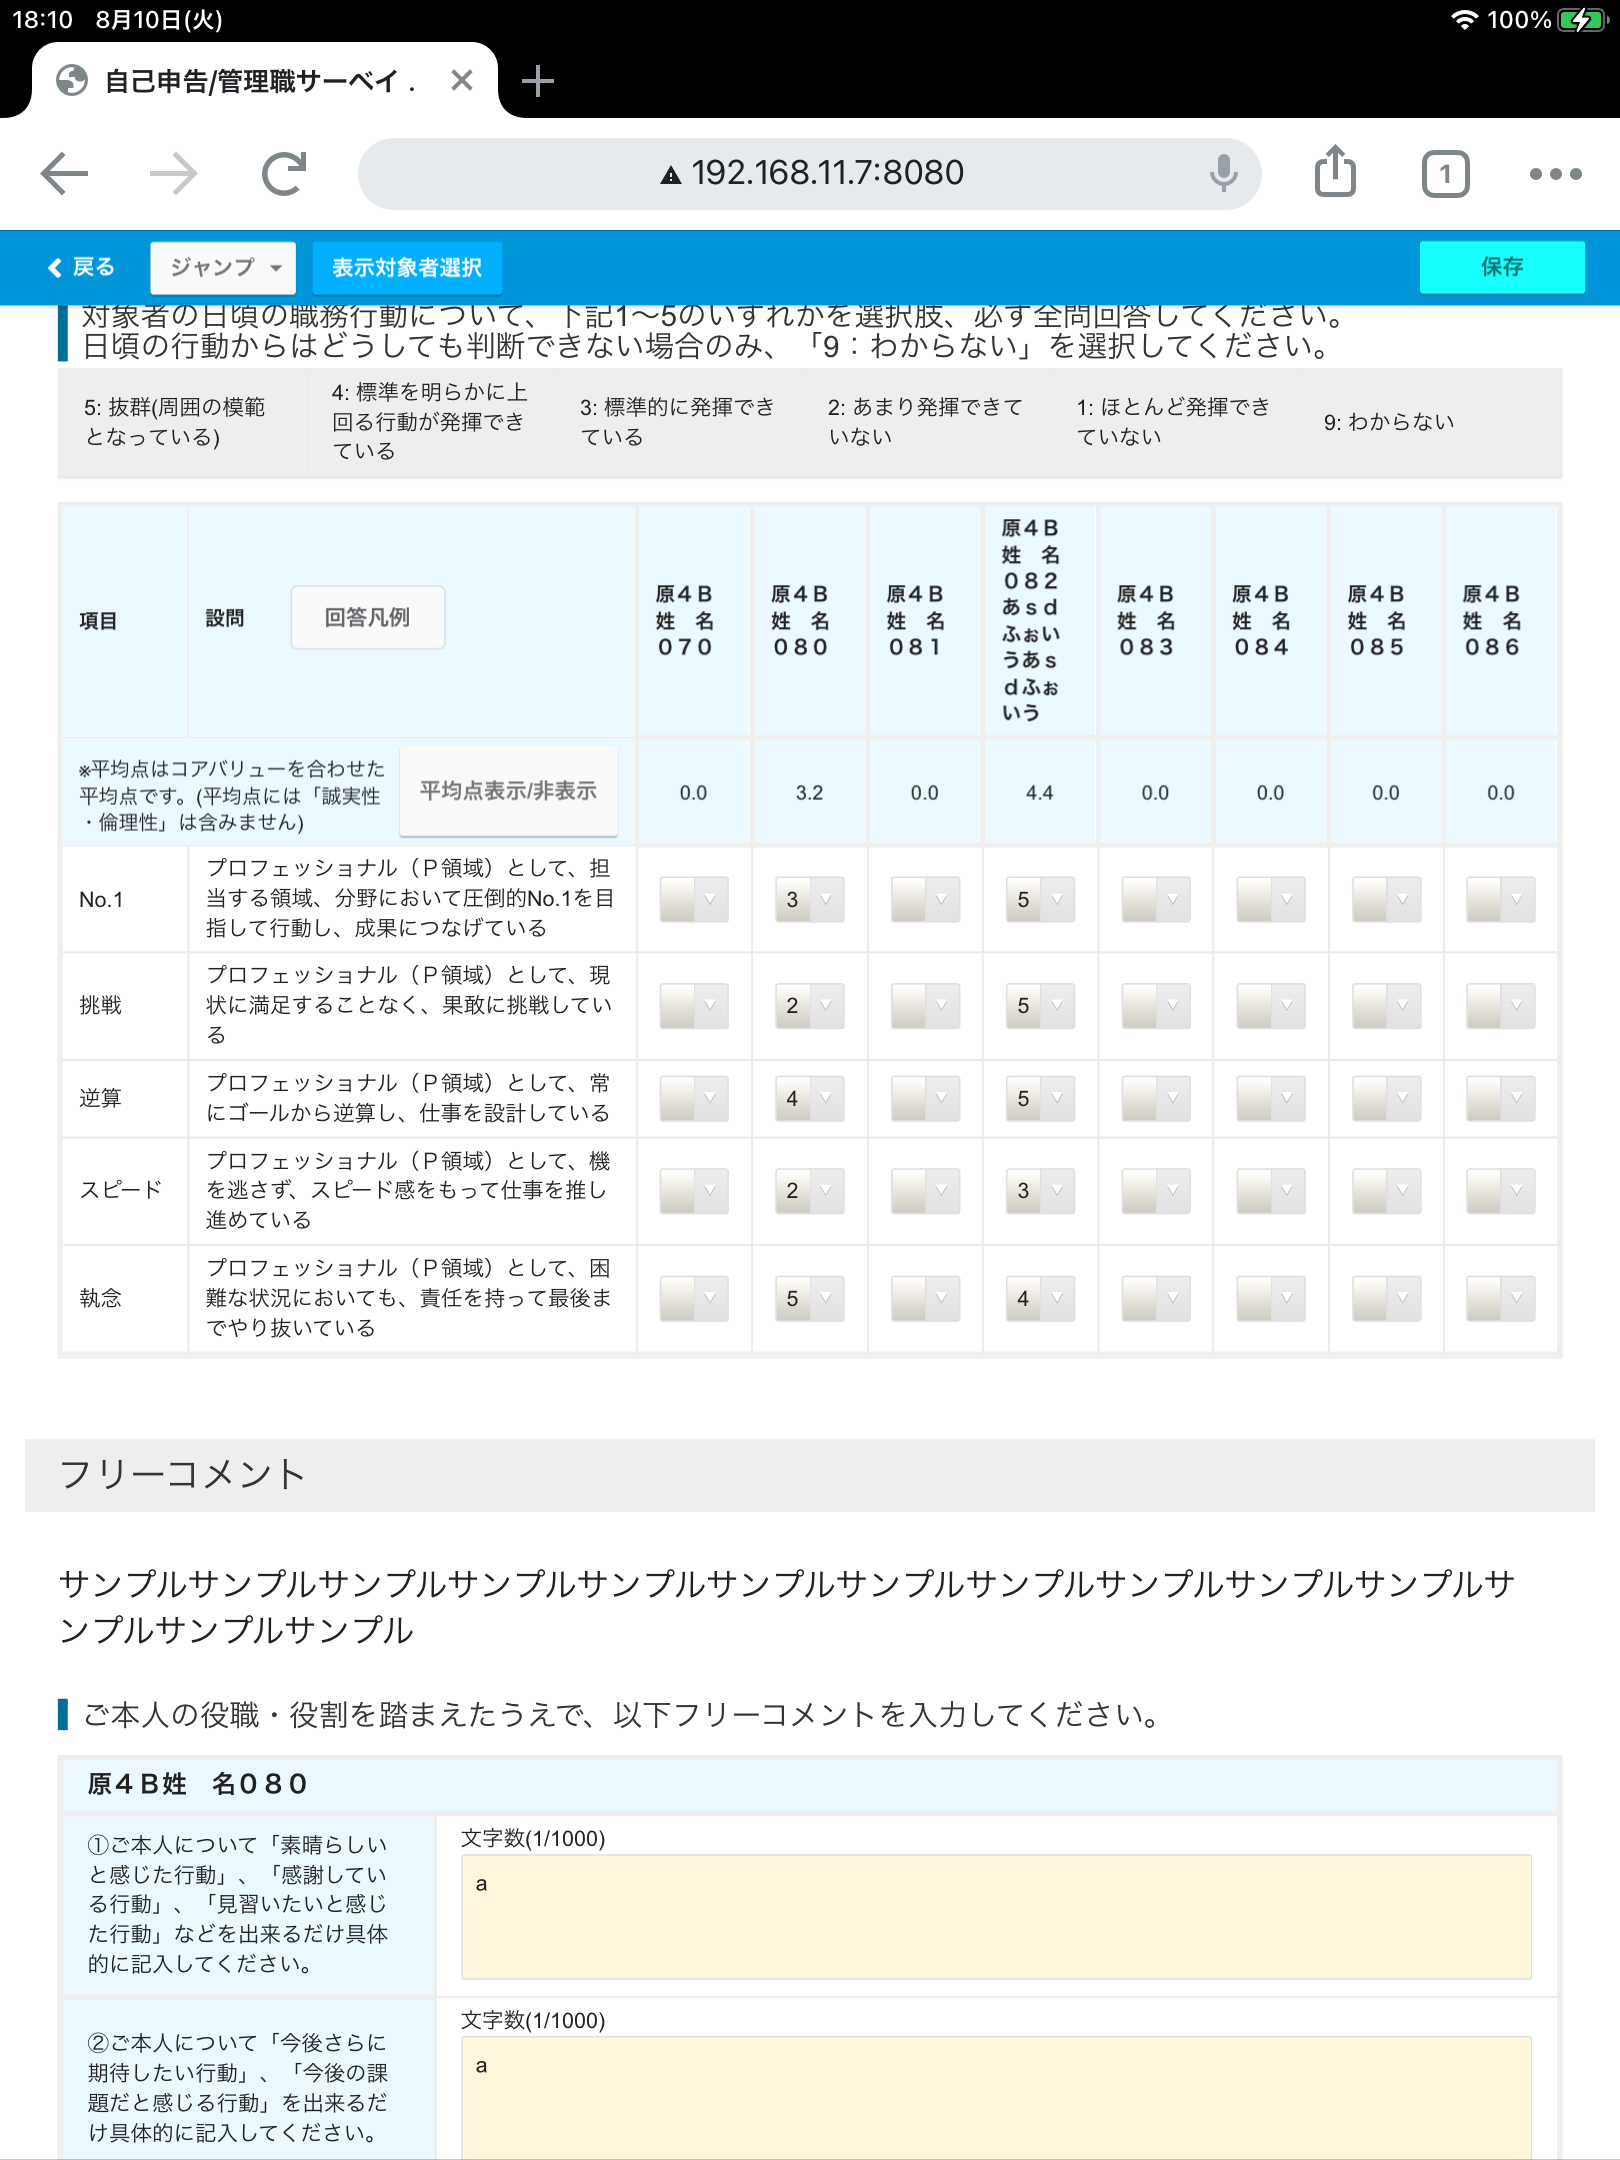 18:10 8月10日(火)
100%
自己申告/管理職サーベイ .
192.168.11.7:8080
1
戻る
ジャンプ
表示対象者選択
保存
対象者の日頃の職務行動について、下記1〜5のいずれかを選択肢、必ず全問回答してください。
日頃の行動からはどうしても判断できない場合のみ、「9：わからない」を選択してください。
5: 抜群(周囲の模範
となっている)
4: 標準を明らかに上
回る行動が発揮でき
ている
3: 標準的に発揮でき
ている
2: あまり発揮できて
いない
1: ほとんど発揮でき
ていない
9: わからない
項目
設問
回答凡例
原４Ｂ
姓　名
０７０
原４Ｂ
姓　名
０８０
原４Ｂ
姓　名
０８１
原４Ｂ
姓　名
０８２
あｓｄ
ふぉい
うあｓ
ｄふぉ
いう
原４Ｂ
姓　名
０８３
原４Ｂ
姓　名
０８４
原４Ｂ
姓　名
０８５
原４Ｂ
姓　名
０８６
※平均点はコアバリューを合わせた
平均点です。(平均点には「誠実性
・倫理性」は含みません)
平均点表示/非表示
0.0 3.2 0.0 4.4 0.0 0.0 0.0 0.0
No.1
プロフェッショナル（Ｐ領域）として、担
当する領域、分野において圧倒的No.1を目
指して行動し、成果につなげている
3 5
挑戦
プロフェッショナル（Ｐ領域）として、現
状に満足することなく、果敢に挑戦してい
る
2 5
逆算
プロフェッショナル（Ｐ領域）として、常
にゴールから逆算し、仕事を設計している
4 5
スピード
プロフェッショナル（Ｐ領域）として、機
を逃さず、スピード感をもって仕事を推し
進めている
2 3
執念
プロフェッショナル（Ｐ領域）として、困
難な状況においても、責任を持って最後ま
でやり抜いている
5 4
フリーコメント
サンプルサンプルサンプルサンプルサンプルサンプルサンプルサンプルサンプルサンプルサンプルサ
ンプルサンプルサンプル
ご本人の役職・役割を踏まえたうえで、以下フリーコメントを入力してください。
原４Ｂ姓　名０８０
①ご本人について「素晴らしい
と感じた行動」、「感謝してい
る行動」、「見習いたいと感じ
た行動」などを出来るだけ具体
的に記入してください。
文字数(1/1000)
a
②ご本人について「今後さらに
期待したい行動」、「今後の課
題だと感じる行動」を出来るだ
け具体的に記入してください。
文字数(1/1000)
a